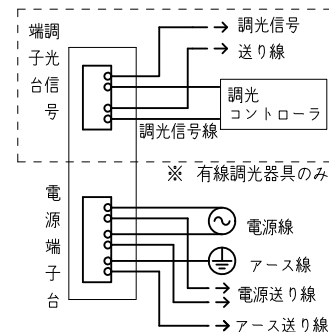 調光信号
端子台
調光信号
送り線
調光
コントローラ
調光信号線
※ 有線調光器具のみ
電源端子台
電源線
アース線
電源送り線
アース送り線